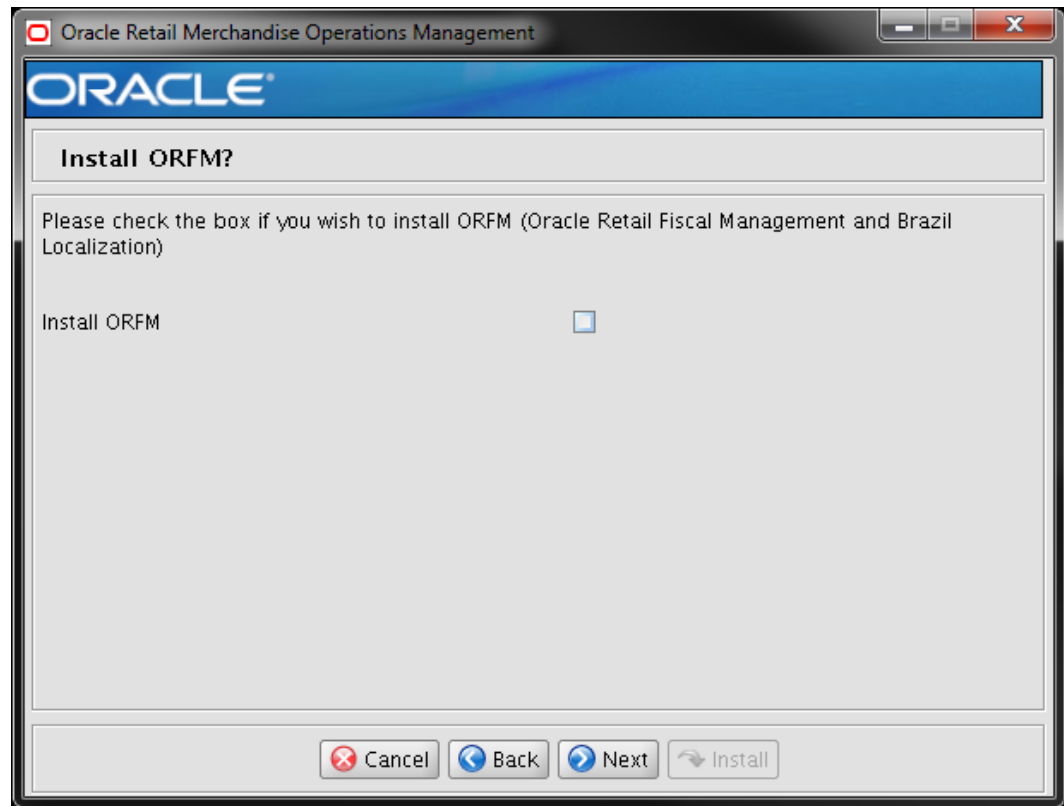 Oracle Retail Merchandise Operations Management
ORACLE
Install ORFM?
Please check the box if you wish to install ORFM (Oracle Retail Fiscal Management and Brazil
Localization)
Install ORFM
Cancel Back Next Install